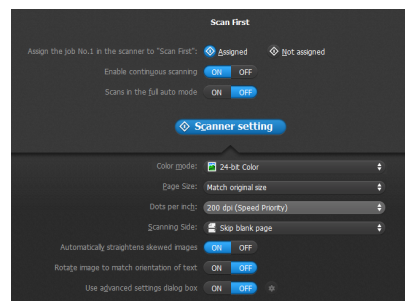 Scan First
Assign the job No.1 in the scanner to "Scan First": Assigned Not assigned
Enable continuous scanning ON OFF
Scans in the full auto mode ON OFF
Scanner setting
Color mode: 24-bit Color
Page Size: Match original size
Dots per inch: 200 dpi (Speed Priority)
Scanning Side: Skip blank page
Automatically straightens skewed images ON OFF
Rotate image to match orientation of text ON OFF
Use advanced settings dialog box ON OFF